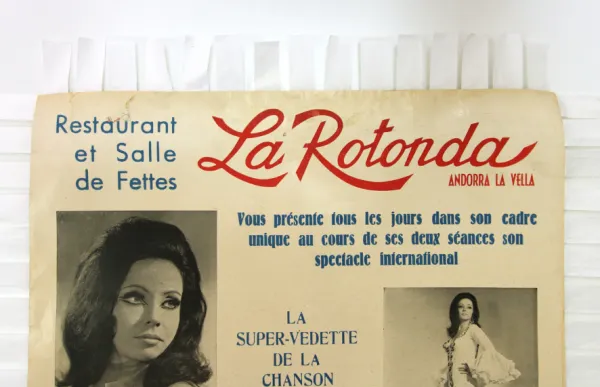 Restaurant
et Salle
de Fettes
La Rotonda
ANDORRA LA VELLA
Vous présente tous les jours dans son cadre
unique au cours de ses deux séances son
spectacle international
LA
SUPER-VEDETTE
DE LA
CHANSON